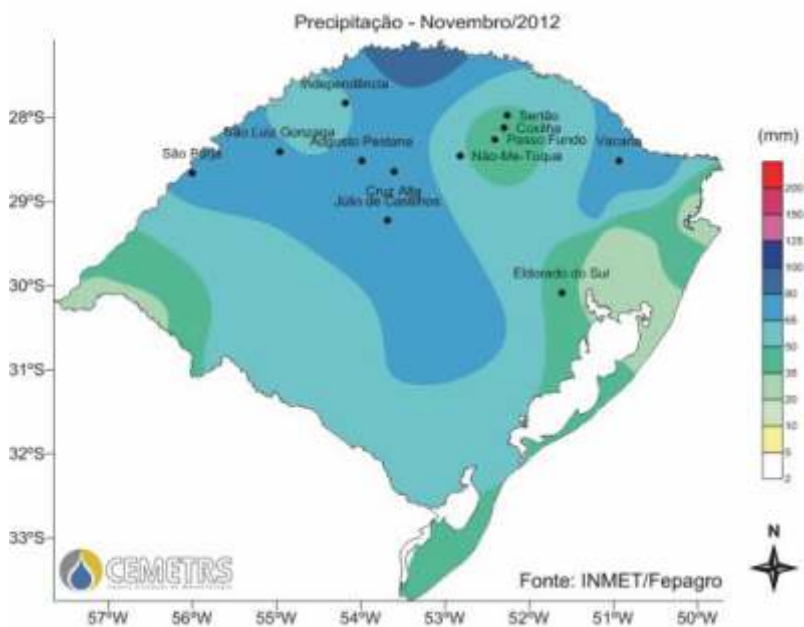 Precipitação - Novembro/2012
28°S
29°S
30°S
31°S
32°S
33°S
Independência
São Luiz Gonzaga
São Borja
Augusto Pestana
Cruz Alta
Júlio de Castilhos
Sertão
Coxilha
Passo Fundo
Não-Me-Toque
Vacaria
Eldorado do Sul
(mm)
200
150
125
100
80
65
50
35
20
10
5
2
N
CEMETRS
Fonte: INMET/Fepagro
57°W
56°W
55°W
54°W
53°W
52°W
51°W
50°W